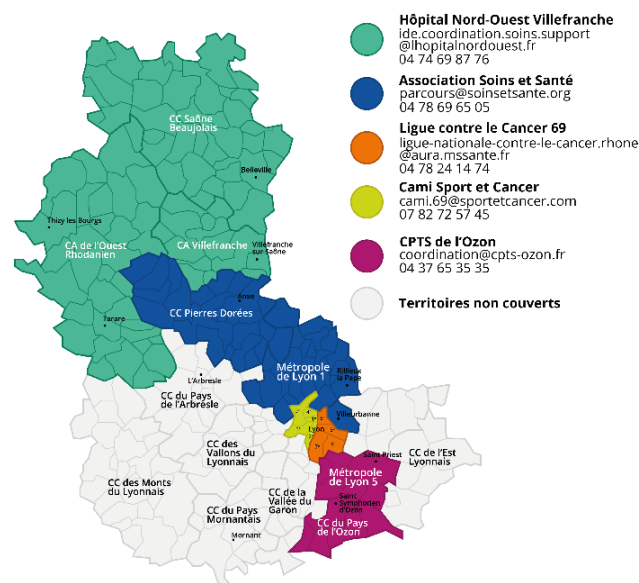 Hôpital Nord-Ouest Villefranche
ide.coordination.soins.support
@lhopitalnordouest.fr
04 74 69 87 76
Association Soins et Santé
parcours@soinsetsante.org
04 78 69 65 05
Ligue contre le Cancer 69
ligue-nationale-contre-le-cancer.rhone
@aura.mssante.fr
04 78 24 14 74
Cami Sport et Cancer
cami.69@sportetcancer.com
07 82 72 57 45
CPTS de l'Ozon
coordination@cpts-ozon.fr
04 37 65 35 35
Territoires non couverts
CC Saône
Beaujolais
Belleville
Thizy les Bourgs
CA de l'Ouest
Rhodanien
CA Villefranche
Villefranche
sur-Saône
Anse
CC Pierres Dorées
Tarare
Métropole
de Lyon 1
Rillieux
la Pape
L'Arbresle
CC du Pays
de l'Arbresle
Villeurbanne
Lyon
CC des
Vallons du
Lyonnais
Saint Priest
CC de l'Est
Lyonnais
Métropole
de Lyon 5
CC des Monts
du Lyonnais
CC de la
Vallée du
Garon
Saint
Symphorien
d'Ozon
CC du Pays
Mornantais
CC du Pays
de l'Ozon
Mornant